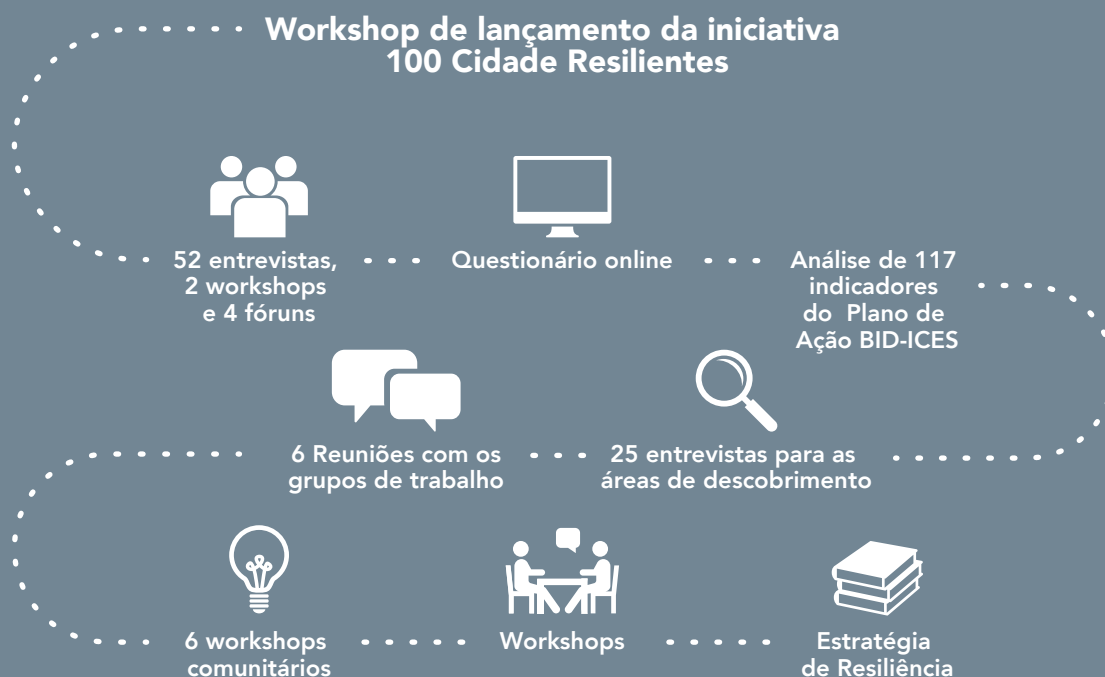 Workshop de lançamento da iniciativa
100 Cidade Resilientes
52 entrevistas,
2 workshops
e 4 fóruns
Questionário online
Análise de 117
indicadores
do Plano de
Ação BID-ICES
25 entrevistas para as
áreas de descobrimento
6 Reuniões com os
grupos de trabalho
6 workshops
comunitários
Workshops
Estratégia
de Resiliência